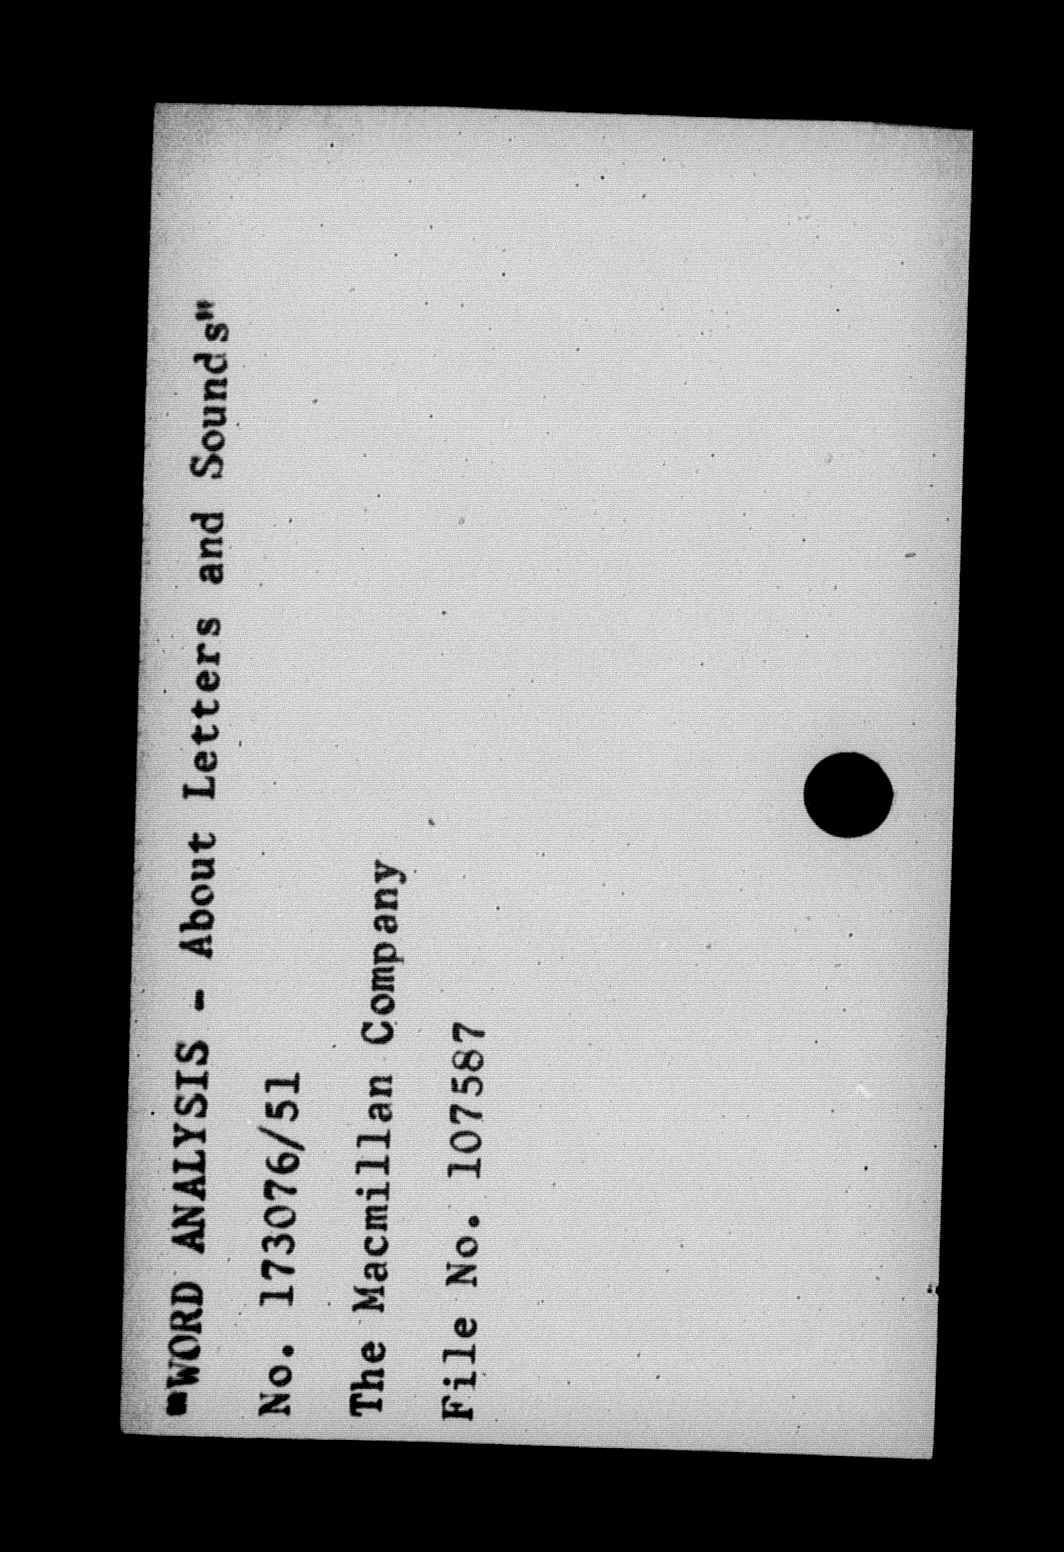 "WORD ANALYSIS - About Letters and Sounds"
No. 173076/51
The Macmillan Company
File No. 107587